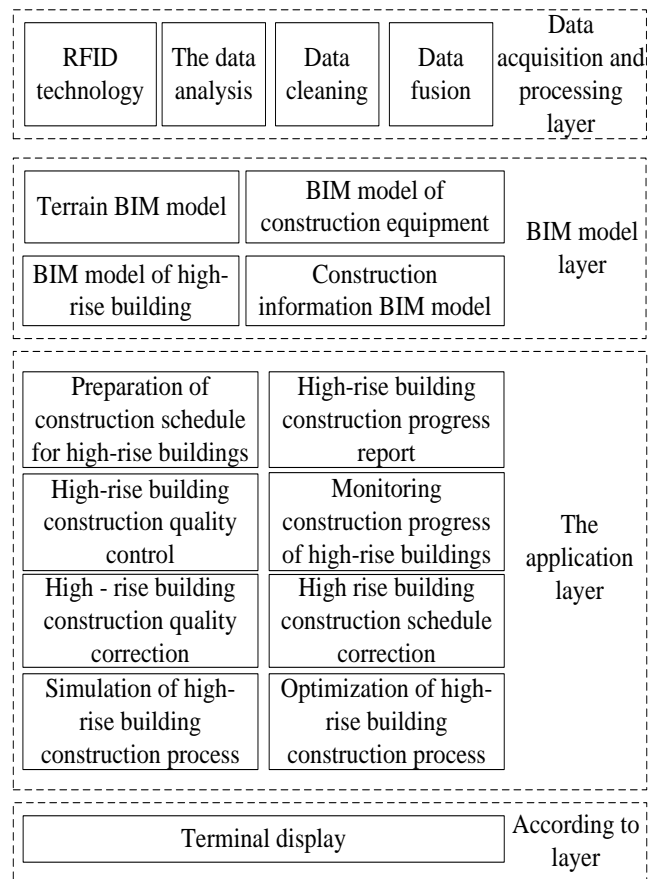 RFID
technology
The data
analysis
Data
cleaning
Data
fusion
Data
acquisition and
processing
layer
Terrain BIM model
BIM model of
construction equipment
BIM model of high-
rise building
Construction
information BIM model
BIM model
layer
Preparation of
construction schedule
for high-rise buildings
High-rise building
construction progress
report
High-rise building
construction quality
control
Monitoring
construction progress
of high-rise buildings
High - rise building
construction quality
correction
High rise building
construction schedule
correction
Simulation of high-
rise building
construction process
Optimization of high-
rise building
construction process
The
application
layer
Terminal display
According to
layer